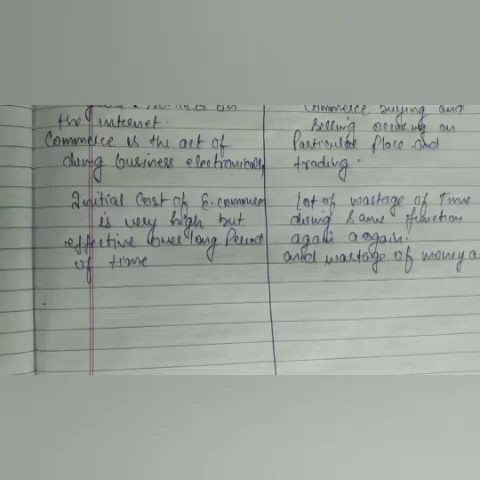 the internet.
Commerce is the act of
doing business electronically
Initial Cost of E-commerce
is very high but
effective over long Period
of time
Commerce buying and
selling occuring on
Particular Place and
trading.
lot of wastage of Time
doing same function
again again.
and wastage of money a